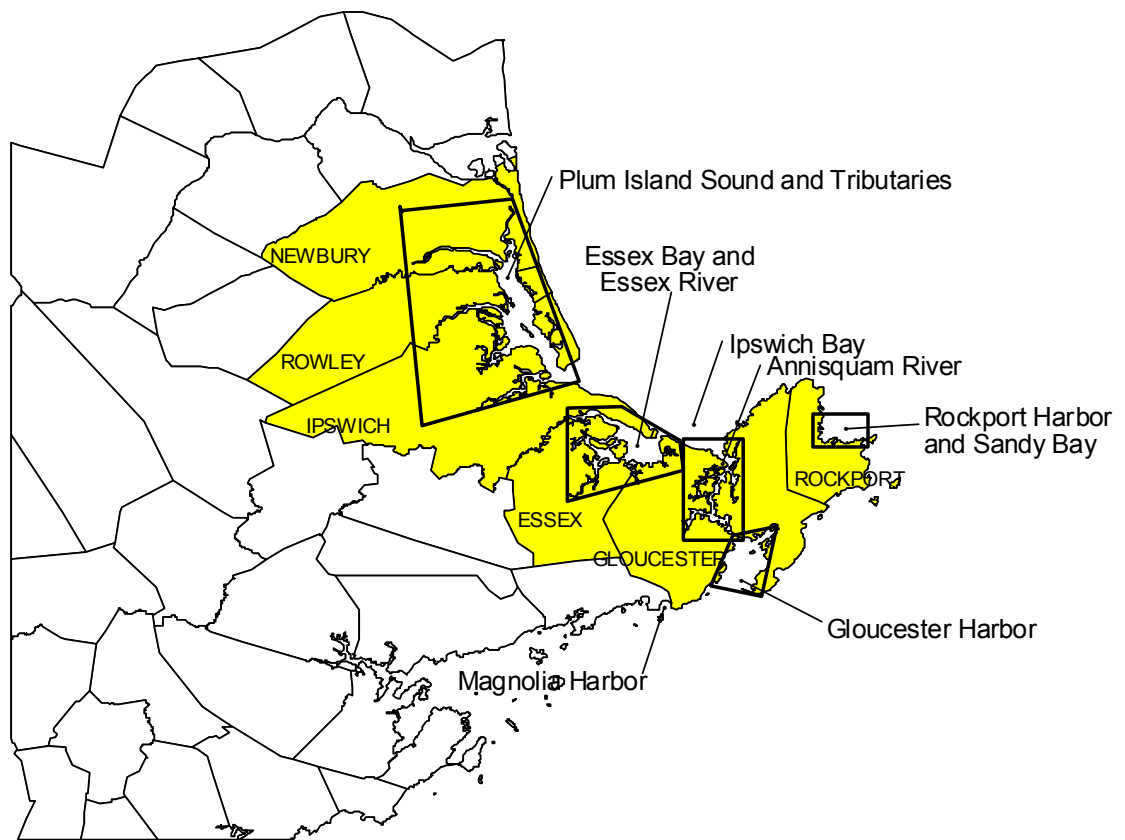 Plum Island Sound and Tributaries
NEWBURY
Essex Bay and
Essex River
Ipswich Bay
ROWLEY
Annisquam River
IPSWICH
Rockport Harbor
and Sandy Bay
ROCKPORT
ESSEX
GLOUCESTER
Gloucester Harbor
Magnolia Harbor